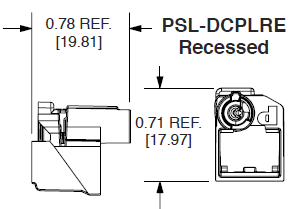 0.78 REF.
[19.81]
PSL-DCPLRE
Recessed
0.71 REF.
[17.97]